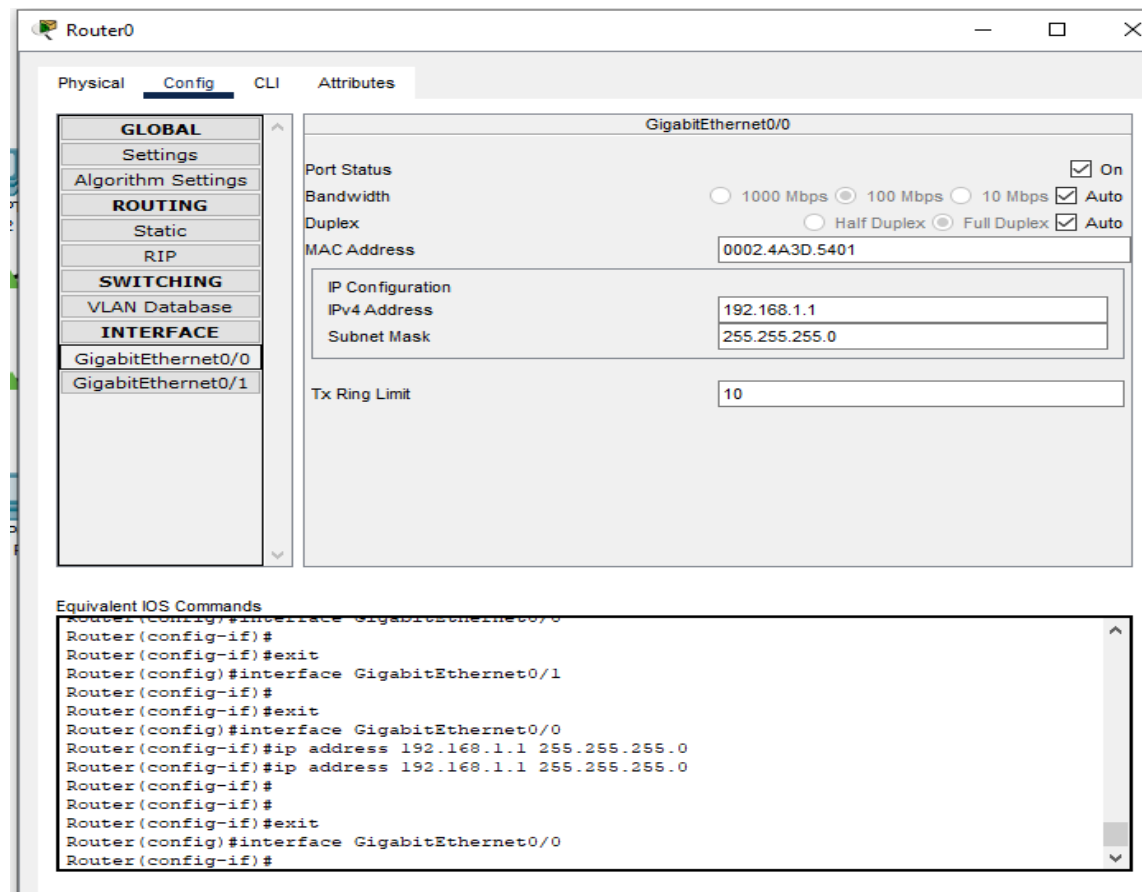 Router0
Physical Config CLI Attributes
GLOBAL
Settings
Algorithm Settings
ROUTING
Static
RIP
SWITCHING
VLAN Database
INTERFACE
GigabitEthernet0/0
GigabitEthernet0/1
GigabitEthernet0/0
Port Status On
Bandwidth 1000 Mbps 100 Mbps 10 Mbps Auto
Duplex Half Duplex Full Duplex Auto
MAC Address 0002.4A3D.5401
IP Configuration
IPv4 Address 192.168.1.1
Subnet Mask 255.255.255.0
Tx Ring Limit 10
Equivalent IOS Commands
Router(config)#interface GigabitEthernet0/0
Router(config-if)#
Router(config-if)#exit
Router(config)#interface GigabitEthernet0/1
Router(config-if)#
Router(config-if)#exit
Router(config)#interface GigabitEthernet0/0
Router(config-if)#ip address 192.168.1.1 255.255.255.0
Router(config-if)#ip address 192.168.1.1 255.255.255.0
Router(config-if)#
Router(config-if)#
Router(config-if)#exit
Router(config)#interface GigabitEthernet0/0
Router(config-if)#